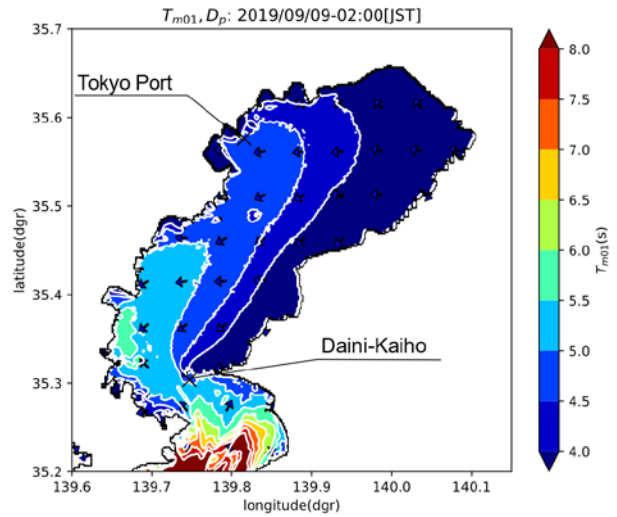 T_m01, D_p: 2019/09/09-02:00[JST]
35.7
35.6
35.5
35.4
35.3
35.2
latitude(dgr)
Tokyo Port
Daini-Kaiho
139.6 139.7 139.8 139.9 140.0 140.1
longitude(dgr)
8.0
7.5
7.0
6.5
6.0
5.5
5.0
4.5
4.0
T_m01(s)